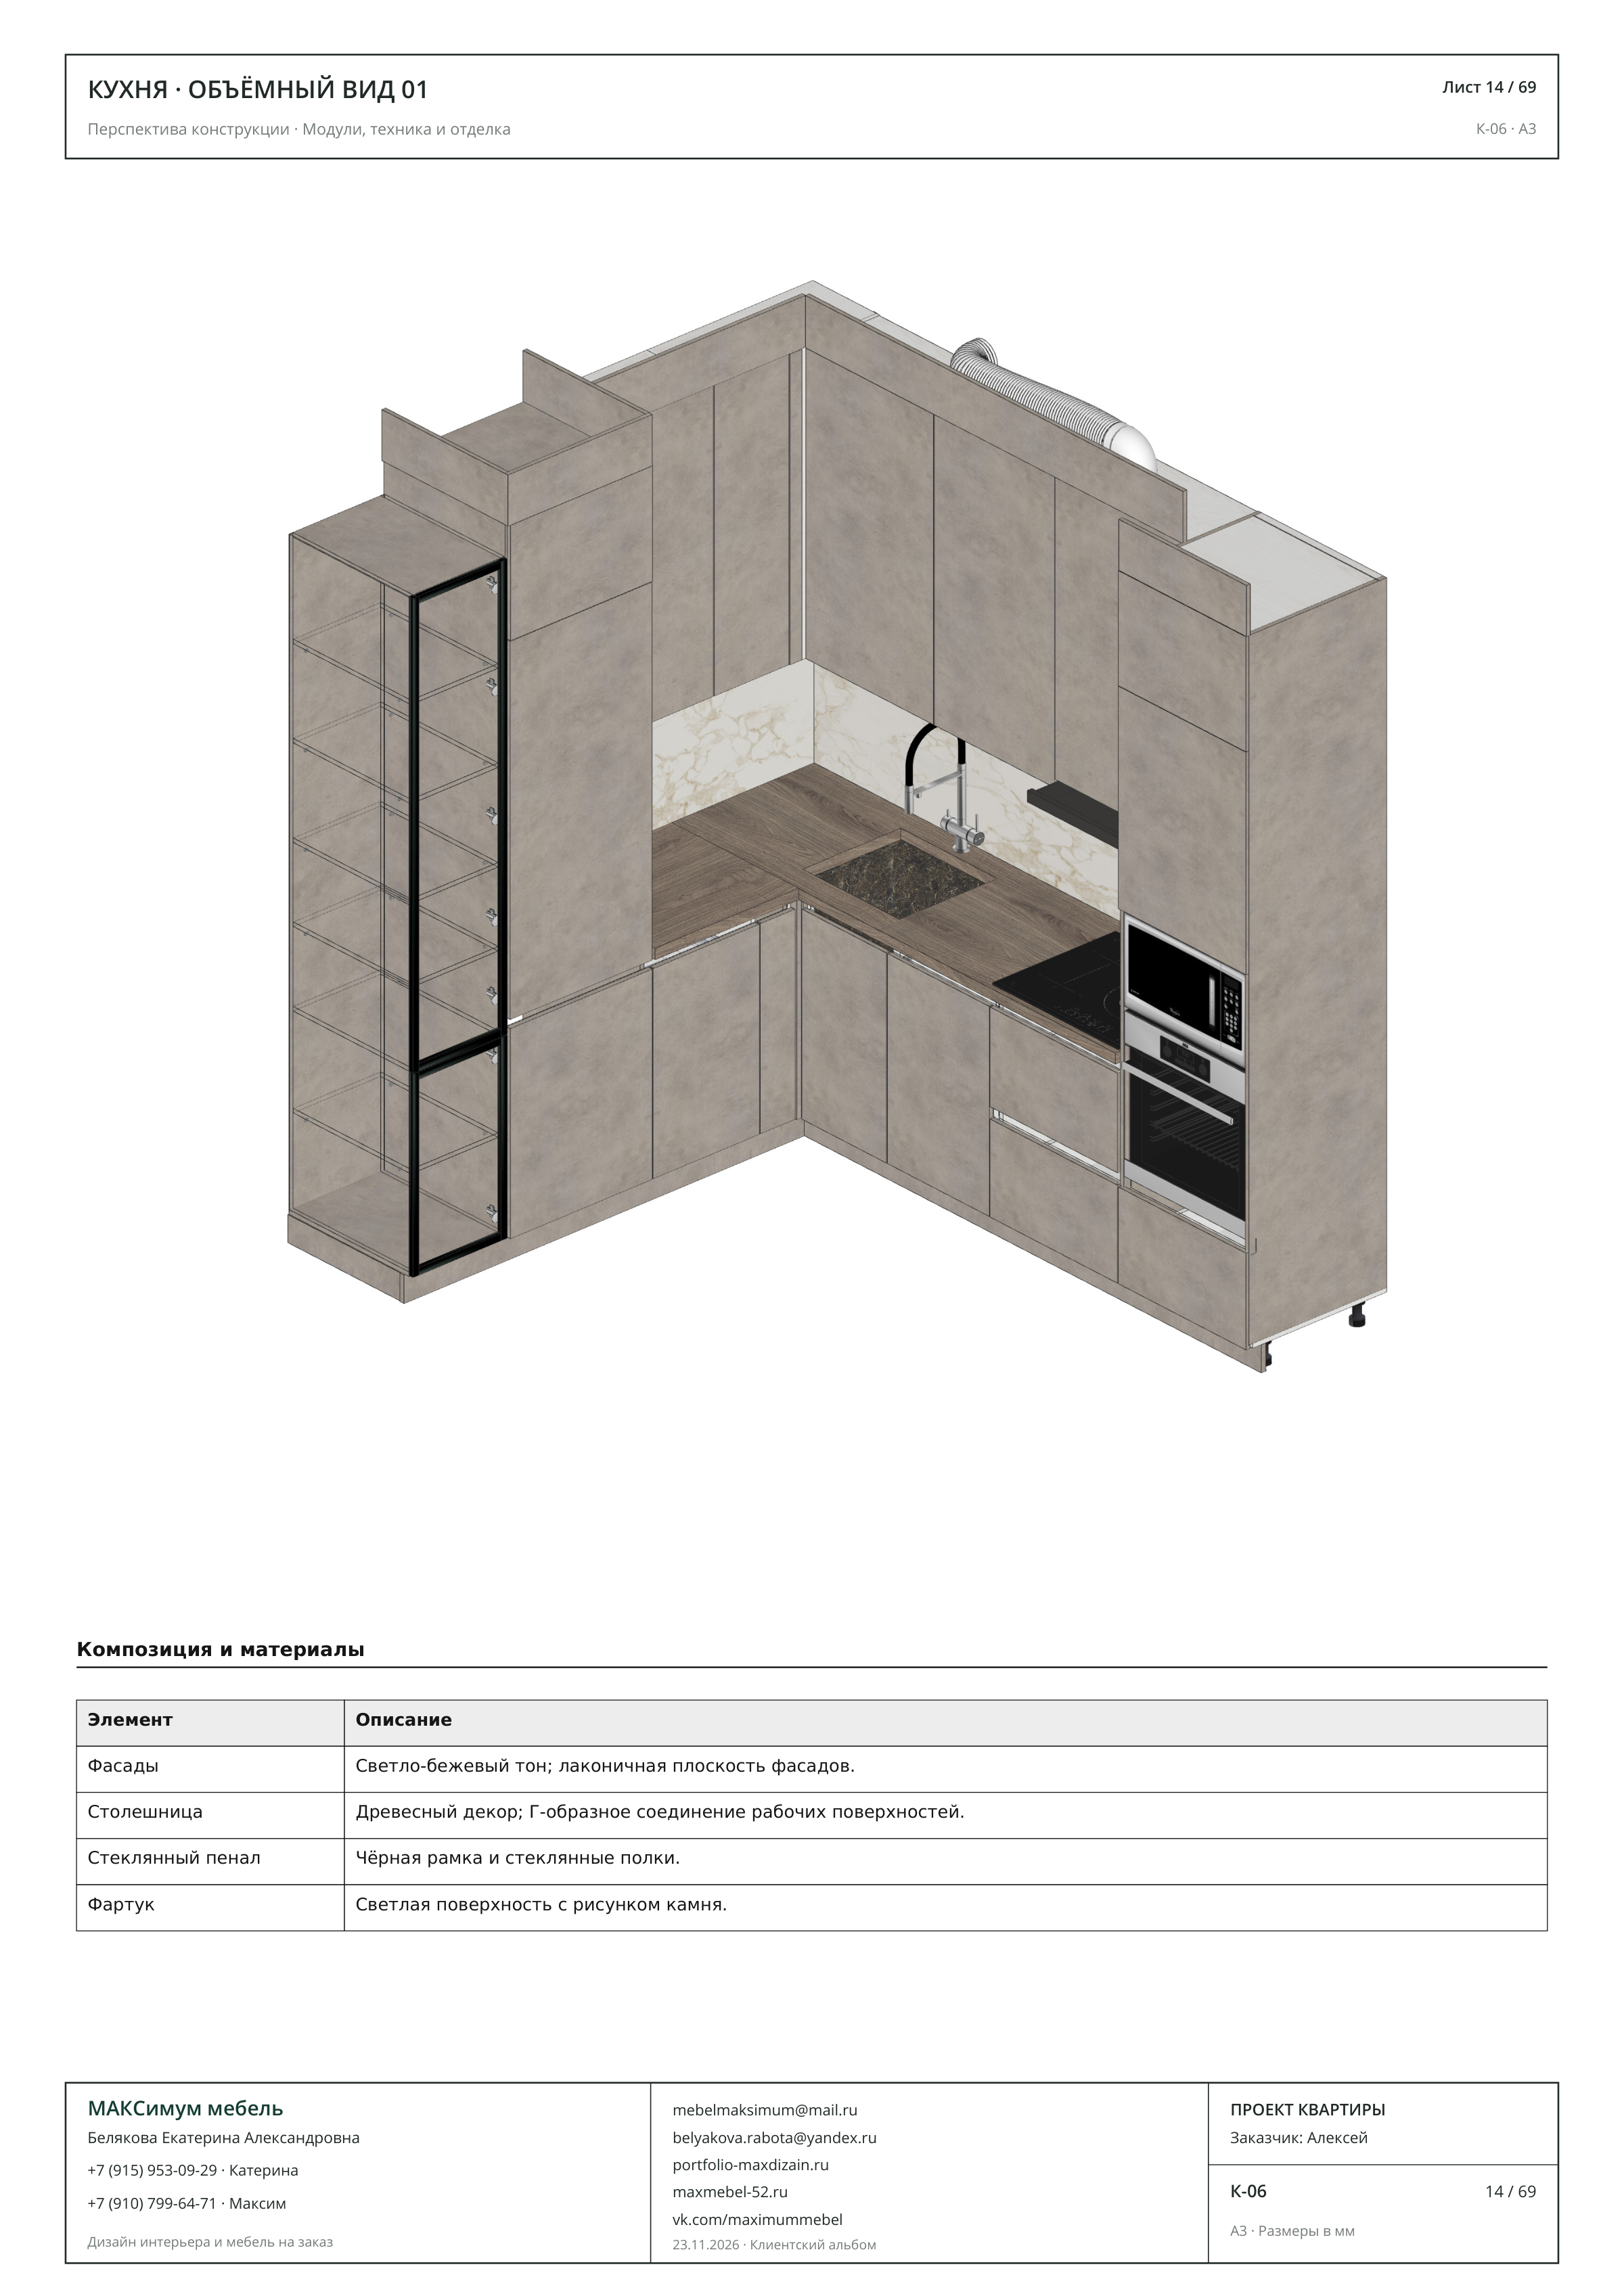 КУХНЯ · ОБЪЁМНЫЙ ВИД 01
Лист 14 / 69
Перспектива конструкции · Модули, техника и отделка
К-06 · А3
Композиция и материалы
Элемент
Описание
Фасады
Светло-бежевый тон; лаконичная плоскость фасадов.
Столешница
Древесный декор; Г-образное соединение рабочих поверхностей.
Стеклянный пенал
Чёрная рамка и стеклянные полки.
Фартук
Светлая поверхность с рисунком камня.
МАКСимум мебель
Белякова Екатерина Александровна
+7 (915) 953-09-29 · Катерина
+7 (910) 799-64-71 · Максим
Дизайн интерьера и мебель на заказ
mebelmaksimum@mail.ru
belyakova.rabota@yandex.ru
portfolio-maxdizain.ru
maxmebel-52.ru
vk.com/maximummebel
23.11.2026 · Клиентский альбом
ПРОЕКТ КВАРТИРЫ
Заказчик: Алексей
К-06
14 / 69
А3 · Размеры в мм